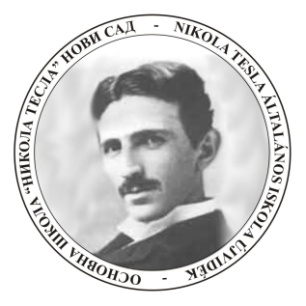 ОСНОВНА ШКОЛА "НИКОЛА ТЕСЛА" НОВИ САД
- NIKOLA TESLA ÁLTALÁNOS ISKOLA ÚJVIDÉK -